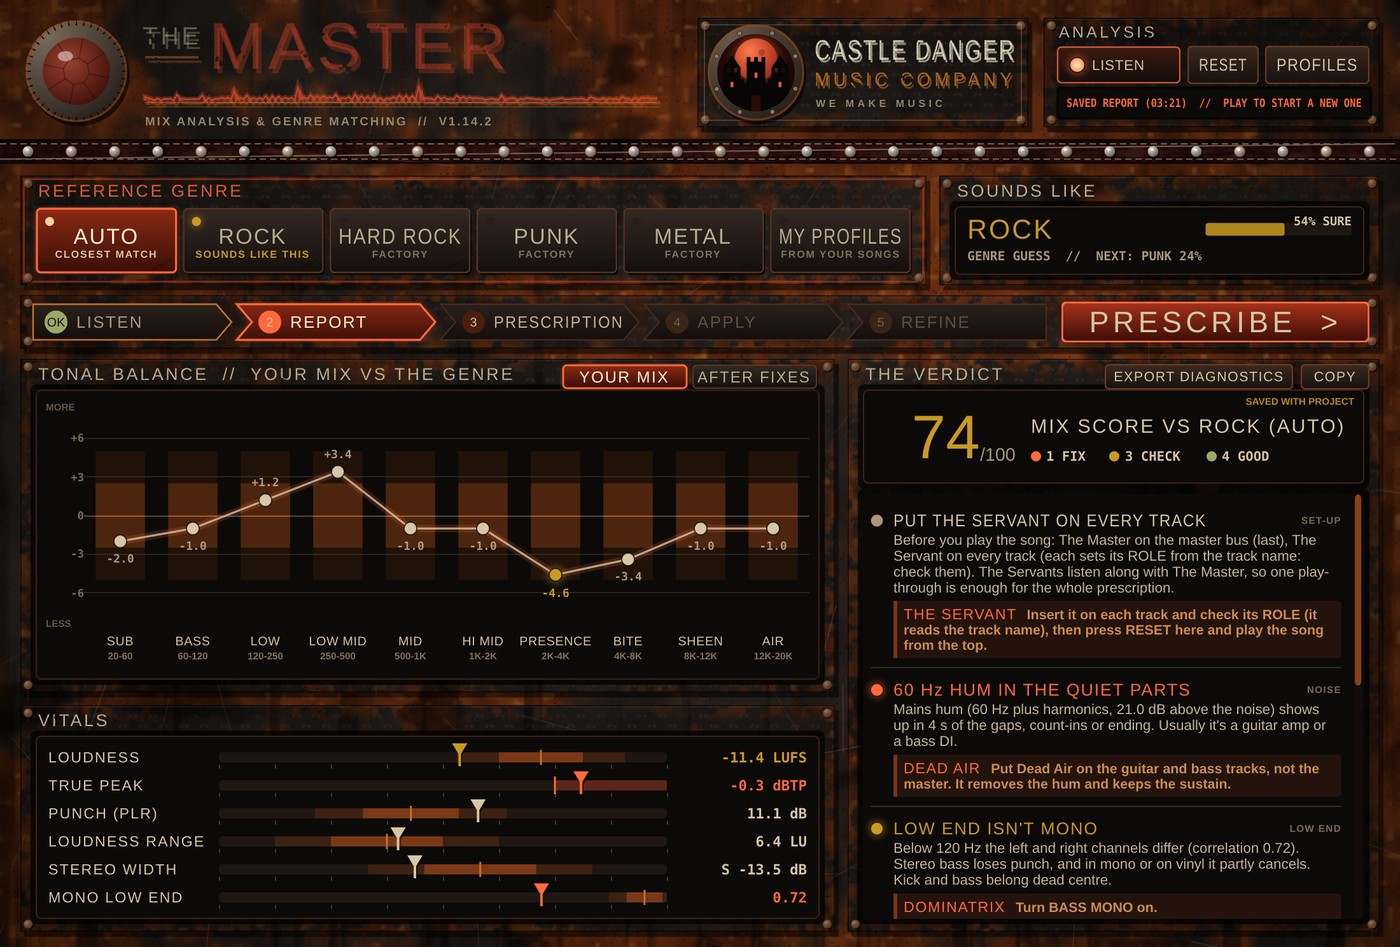 THE MASTER
MIX ANALYSIS & GENRE MATCHING // V1.14.2
CASTLE DANGER
MUSIC COMPANY
WE MAKE MUSIC
ANALYSIS
LISTEN RESET PROFILES
SAVED REPORT (03:21) // PLAY TO START A NEW ONE
REFERENCE GENRE
AUTO
CLOSEST MATCH
ROCK
SOUNDS LIKE THIS
HARD ROCK
FACTORY
PUNK
FACTORY
METAL
FACTORY
MY PROFILES
FROM YOUR SONGS
SOUNDS LIKE
ROCK
54% SURE
GENRE GUESS // NEXT: PUNK 24%
OK LISTEN
2 REPORT
3 PRESCRIPTION
4 APPLY
5 REFINE
PRESCRIBE >
TONAL BALANCE // YOUR MIX VS THE GENRE
YOUR MIX AFTER FIXES
MORE
+6
+3
0
-3
-6
LESS
-2.0
-1.0
+1.2
+3.4
-1.0
-1.0
-4.6
-3.4
-1.0
-1.0
SUB BASS LOW LOW MID MID HI MID PRESENCE BITE SHEEN AIR
20-60 60-120 120-250 250-500 500-1K 1K-2K 2K-4K 4K-8K 8K-12K 12K-20K
VITALS
LOUDNESS -11.4 LUFS
TRUE PEAK -0.3 dBTP
PUNCH (PLR) 11.1 dB
LOUDNESS RANGE 6.4 LU
STEREO WIDTH S -13.5 dB
MONO LOW END 0.72
THE VERDICT
EXPORT DIAGNOSTICS COPY
SAVED WITH PROJECT
74/100
MIX SCORE VS ROCK (AUTO)
1 FIX 3 CHECK 4 GOOD
PUT THE SERVANT ON EVERY TRACK SET-UP
Before you play the song: The Master on the master bus (last), The
Servant on every track (each sets its ROLE from the track name:
check them). The Servants listen along with The Master, so one play-
through is enough for the whole prescription.
THE SERVANT Insert it on each track and check its ROLE (it
reads the track name), then press RESET here and play the song
from the top.
60 Hz HUM IN THE QUIET PARTS NOISE
Mains hum (60 Hz plus harmonics, 21.0 dB above the noise) shows
up in 4 s of the gaps, count-ins or ending. Usually it's a guitar amp or
a bass DI.
DEAD AIR Put Dead Air on the guitar and bass tracks, not the
master. It removes the hum and keeps the sustain.
LOW END ISN'T MONO LOW END
Below 120 Hz the left and right channels differ (correlation 0.72).
Stereo bass loses punch, and in mono or on vinyl it partly cancels.
Kick and bass belong dead centre.
DOMINATRIX Turn BASS MONO on.